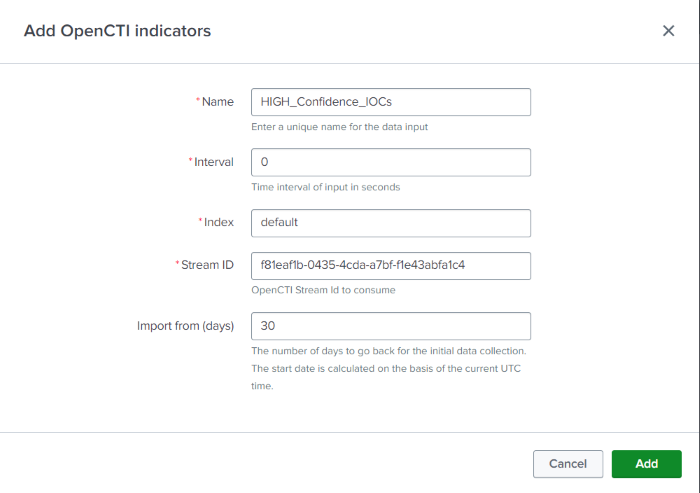 Add OpenCTI indicators
*Name
HIGH_Confidence_IOCs
Enter a unique name for the data input
*Interval
0
Time interval of input in seconds
*Index
default
*Stream ID
f81eaf1b-0435-4cda-a7bf-f1e43abfa1c4
OpenCTI Stream Id to consume
Import from (days)
30
The number of days to go back for the initial data collection.
The start date is calculated on the basis of the current UTC
time.
Cancel
Add